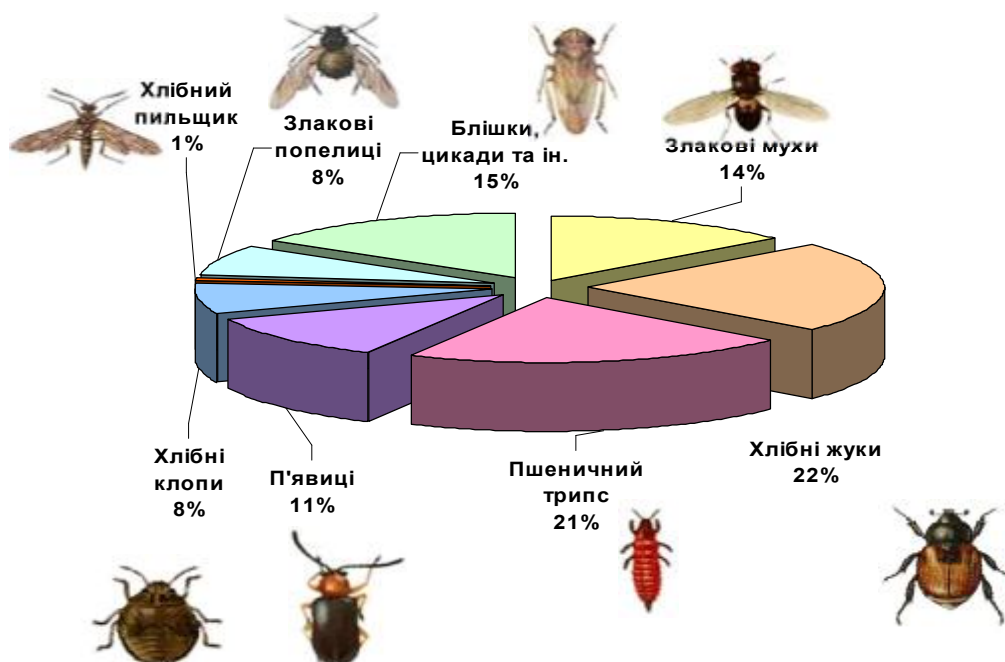 Хлібний
пильщик
1%
Злакові
попелиці
8%
Блішки,
цикади та ін.
15%
Злакові мухи
14%
Хлібні жуки
22%
Пшеничний
трипс
21%
П'явиці
11%
Хлібні
клопи
8%